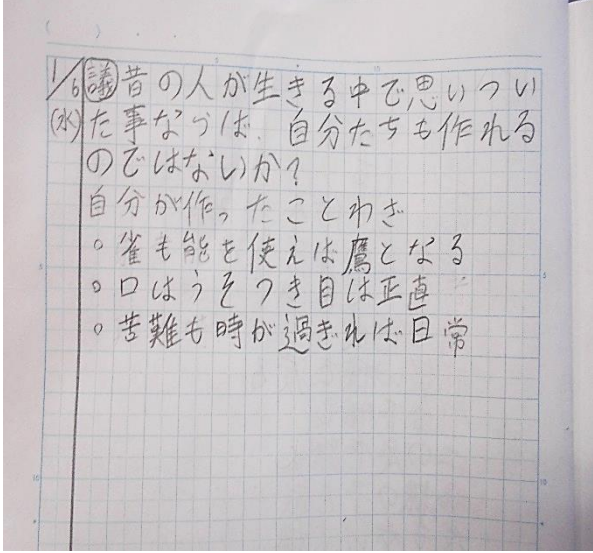 1/6 議 昔の人が生きる中で思いつい
(水) た事ならば、自分たちも作れる
のではないか?
自分が作ったことわざ
○ 雀も能を使えば鷹となる
○ 口はうそつき目は正直
○ 苦難も時が過ぎれば日常